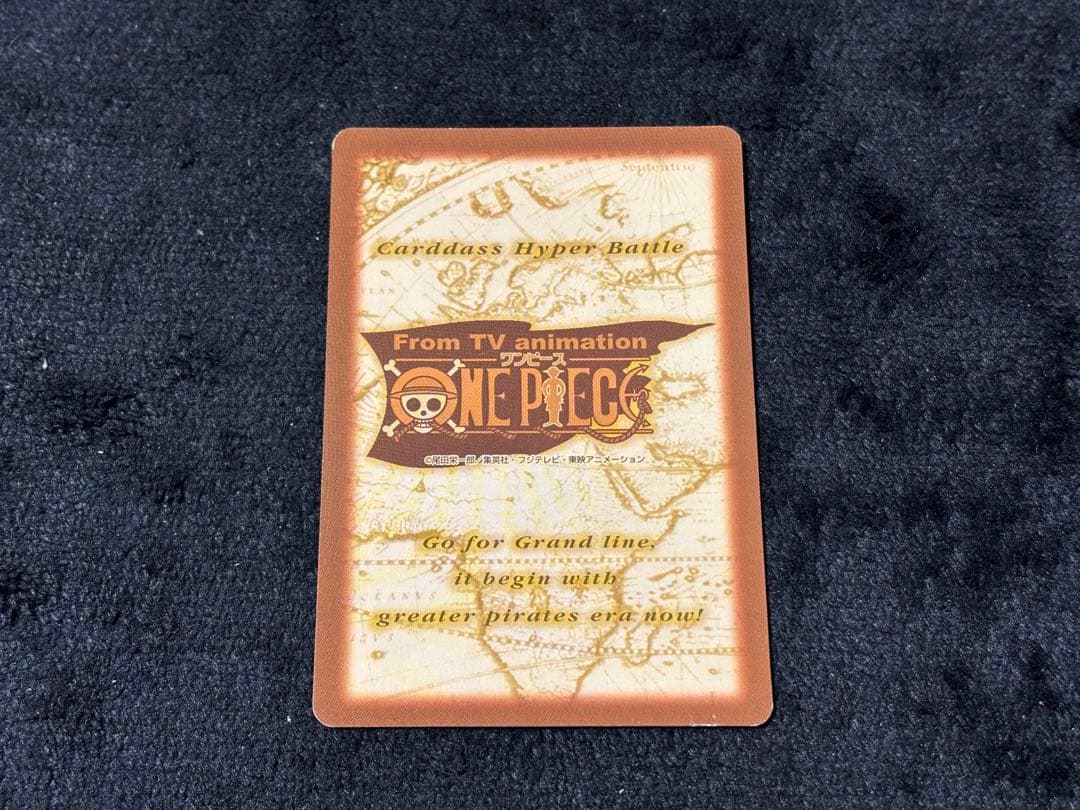 Septentrio
Carddass Hyper Battle
From TV animation
ワンピース
ONE PIECE
©尾田栄一郎／集英社・フジテレビ・東映アニメーション
Go for Grand line,
it begin with
OCEANVS
greater pirates era now!